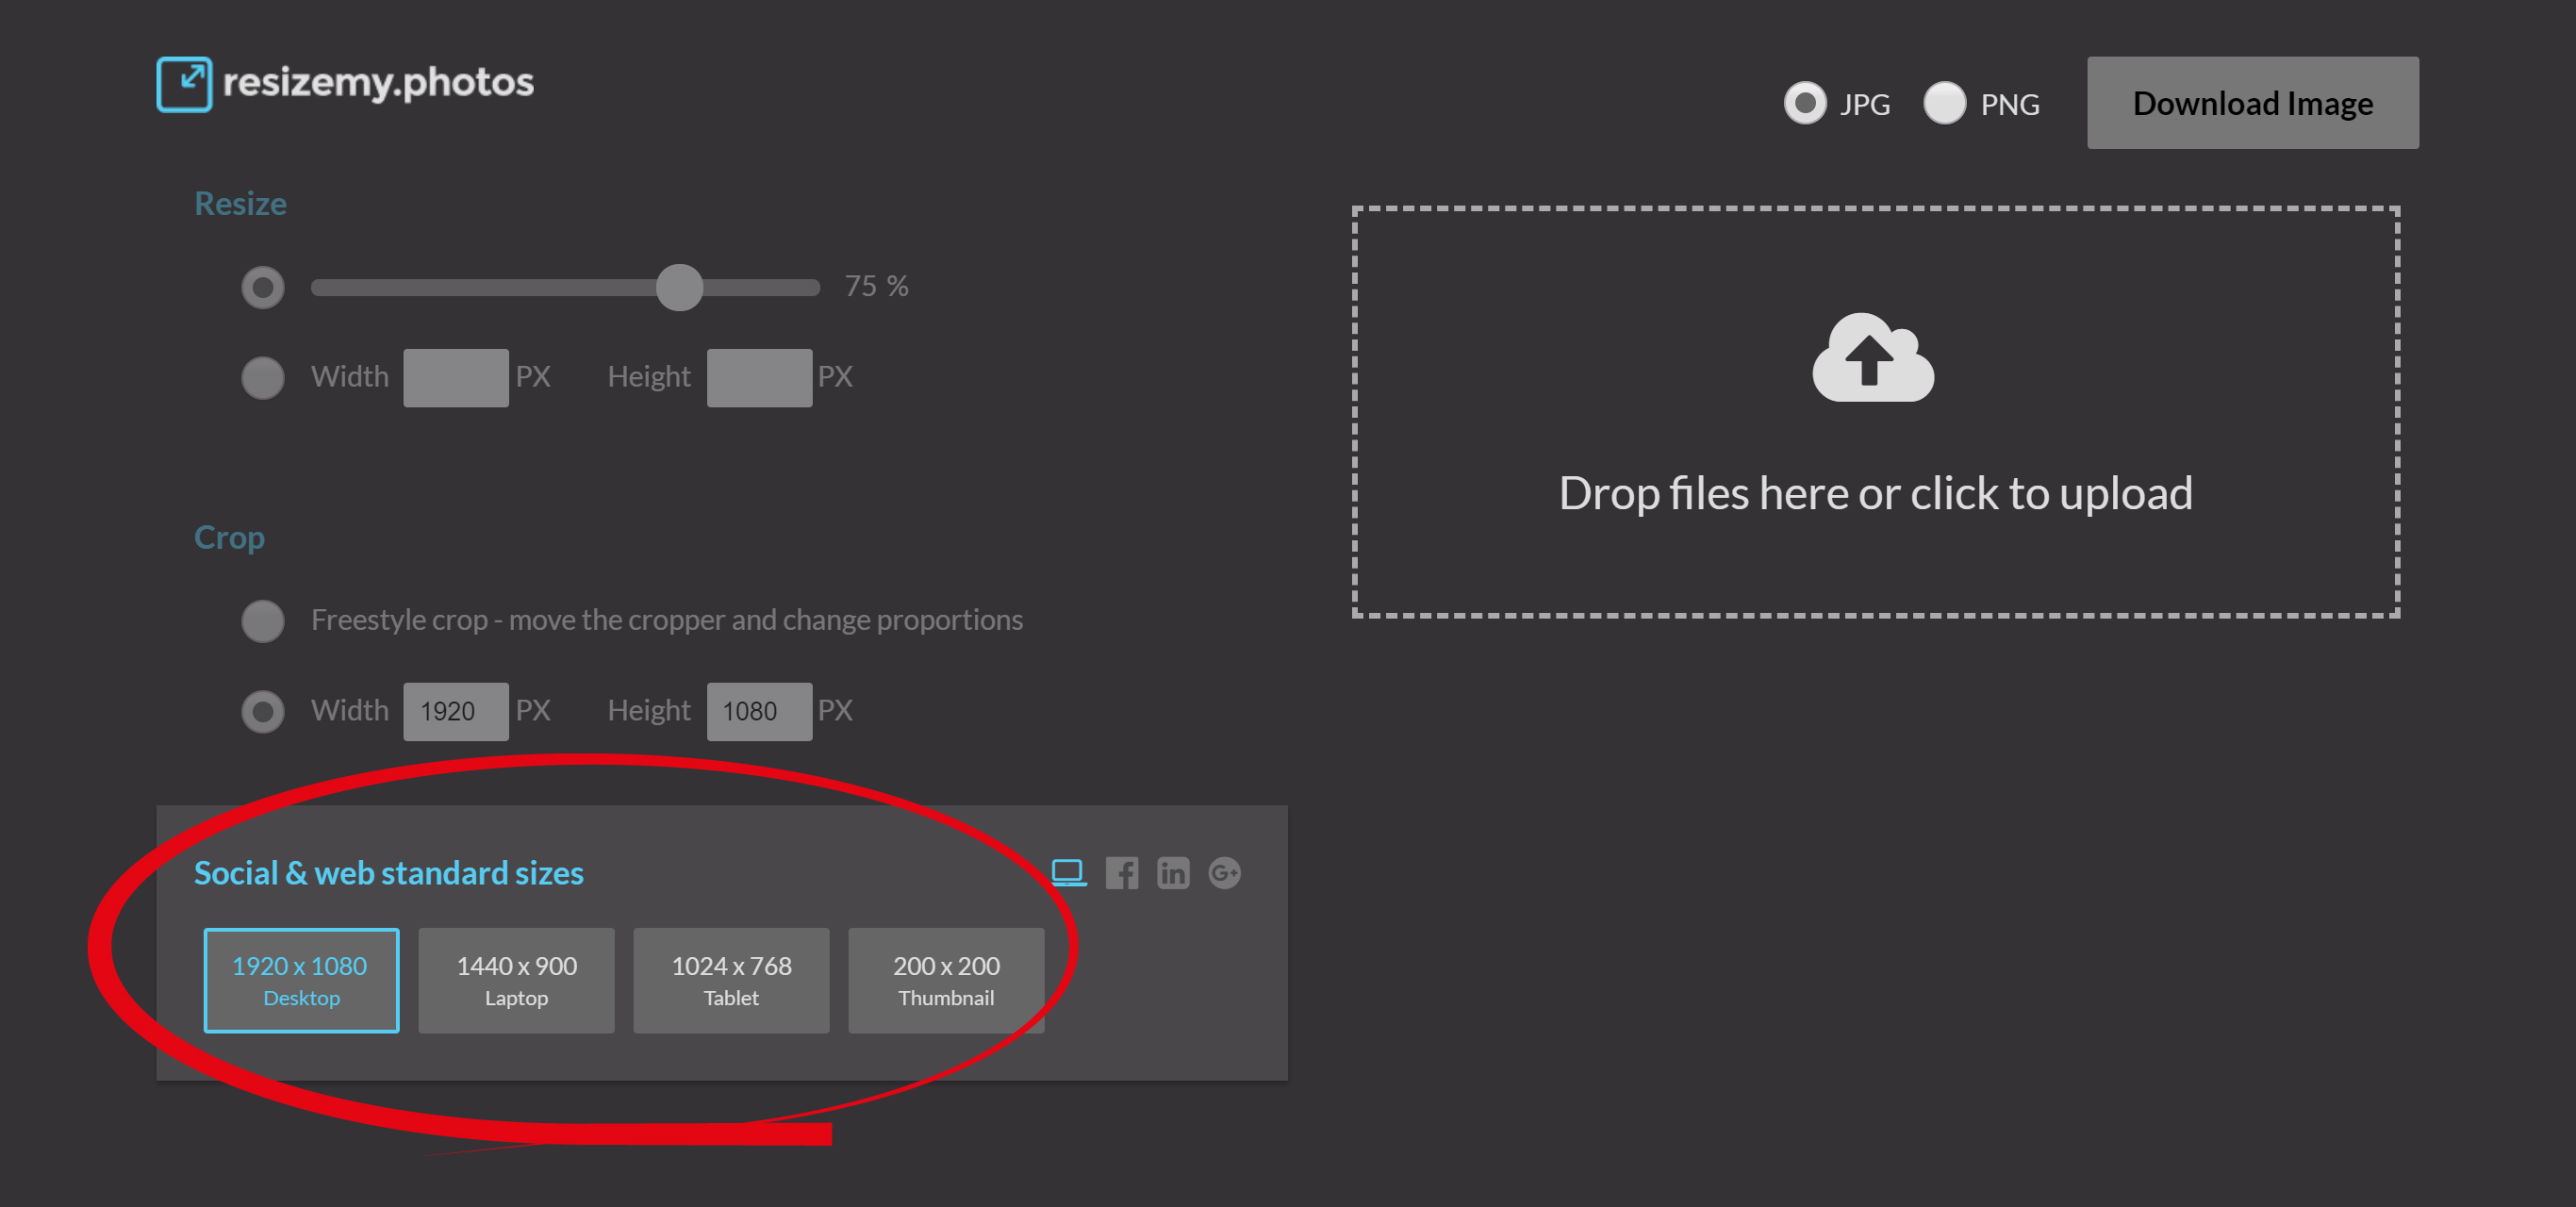 resizemy.photos
JPG PNG Download Image
Resize
75 %
Width PX Height PX
Drop files here or click to upload
Crop
Freestyle crop - move the cropper and change proportions
Width 1920 PX Height 1080 PX
Social & web standard sizes
in G+
1920 x 1080
Desktop
1440 x 900
Laptop
1024 x 768
Tablet
200 x 200
Thumbnail